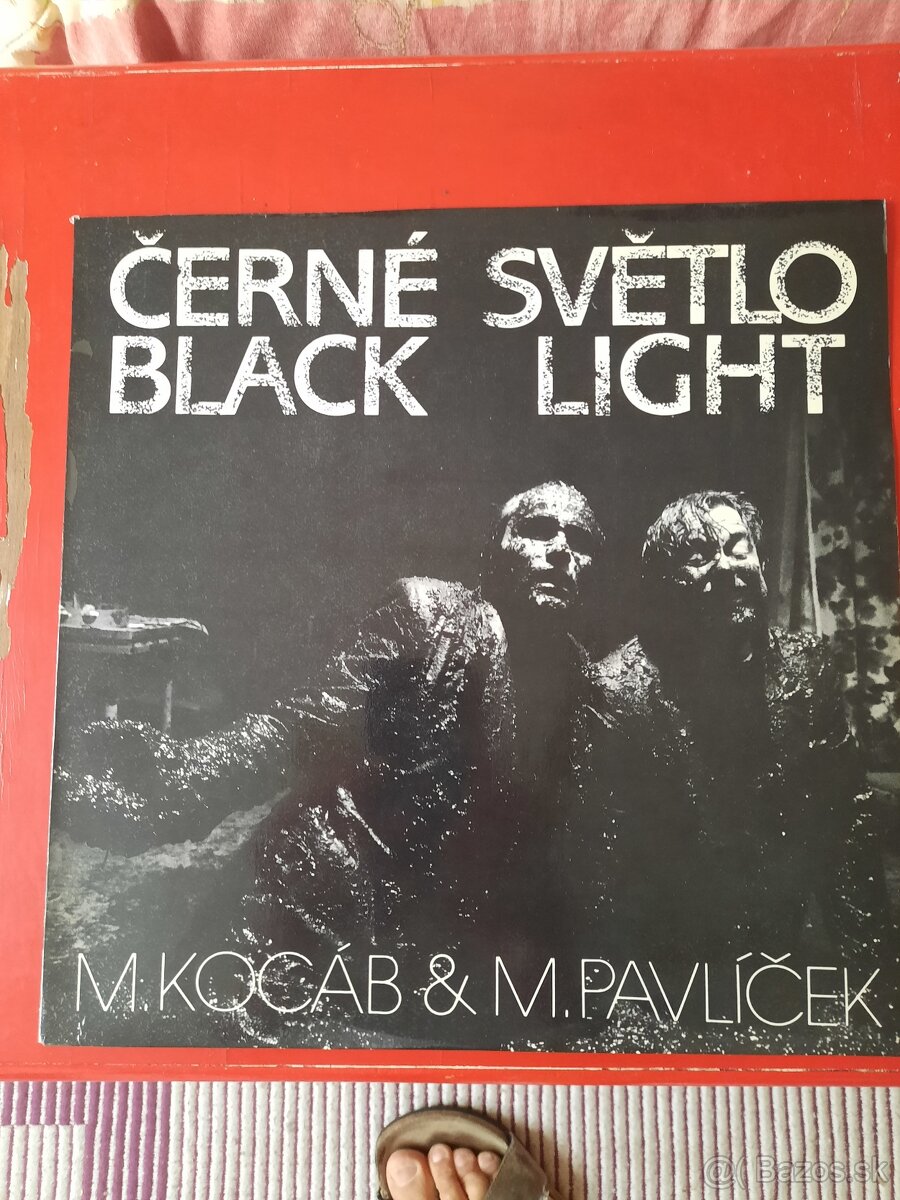 ČERNÉ SVĚTLO
BLACK LIGHT
M.KOCÁB & M.PAVLÍČEK
@( Bazos.sk